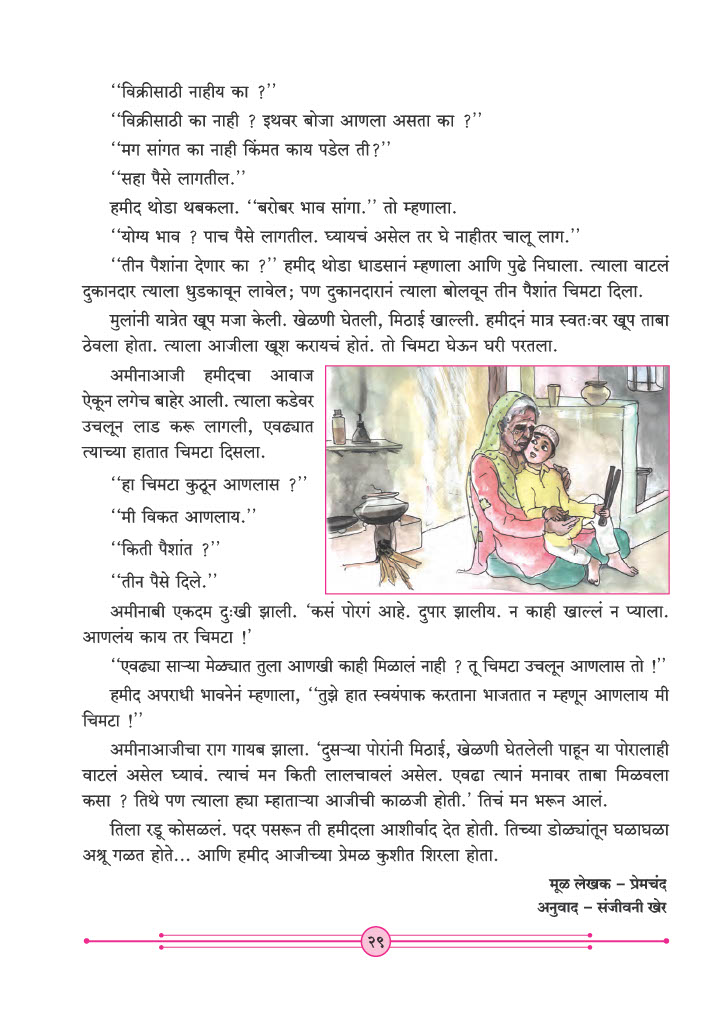 ‘‘विक्रीसाठी नाहीय का ?’’
‘‘विक्रीसाठी का नाही ? इथवर बोजा आणला असता का ?’’
‘‘मग सांगत का नाही किंमत काय पडेल ती?’’
‘‘सहा पैसे लागतील.’’
हमीद थोडा थबकला. ‘‘बरोबर भाव सांगा.’’ तो म्हणाला.
‘‘योग्य भाव ? पाच पैसे लागतील. घ्यायचं असेल तर घे नाहीतर चालू लाग.’’
‘‘तीन पैशांना देणार का ?’’ हमीद थोडा धाडसानं म्हणाला आणि पुढे निघाला. त्याला वाटलं
दुकानदार त्याला धुडकावून लावेल; पण दुकानदारानं त्याला बोलवून तीन पैशांत चिमटा दिला.
मुलांनी यात्रेत खूप मजा केली. खेळणी घेतली, मिठाई खाल्ली. हमीदनं मात्र स्वतःवर खूप ताबा
ठेवला होता. त्याला आजीला खूश करायचं होतं. तो चिमटा घेऊन घरी परतला.
अमीनाआजी हमीदचा आवाज
ऐकून लगेच बाहेर आली. त्याला कडेवर
उचलून लाड करू लागली, एवढ्यात
त्याच्या हातात चिमटा दिसला.
‘‘हा चिमटा कुठून आणलास ?’’
‘‘मी विकत आणलाय.’’
‘‘किती पैशांत ?’’
‘‘तीन पैसे दिले.’’
अमीनाबी एकदम दुःखी झाली. ‘कसं पोरगं आहे. दुपार झालीय. न काही खाल्लं न प्याला.
आणलंय काय तर चिमटा !’
‘‘एवढ्या साऱ्या मेळ्यात तुला आणखी काही मिळालं नाही ? तू चिमटा उचलून आणलास तो !’’
हमीद अपराधी भावनेनं म्हणाला, ‘‘तुझे हात स्वयंपाक करताना भाजतात न म्हणून आणलाय मी
चिमटा !’’
अमीनाआजीचा राग गायब झाला. ‘दुसऱ्या पोरांनी मिठाई, खेळणी घेतलेली पाहून या पोरालाही
वाटलं असेल घ्यावं. त्याचं मन किती लालचावलं असेल. एवढा त्यानं मनावर ताबा मिळवला
कसा ? तिथे पण त्याला ह्या म्हाताऱ्या आजीची काळजी होती.’ तिचं मन भरून आलं.
तिला रडू कोसळलं. पदर पसरून ती हमीदला आशीर्वाद देत होती. तिच्या डोळ्यांतून घळाघळा
अश्रू गळत होते... आणि हमीद आजीच्या प्रेमळ कुशीत शिरला होता.
मूळ लेखक – प्रेमचंद
अनुवाद – संजीवनी खेर
२९